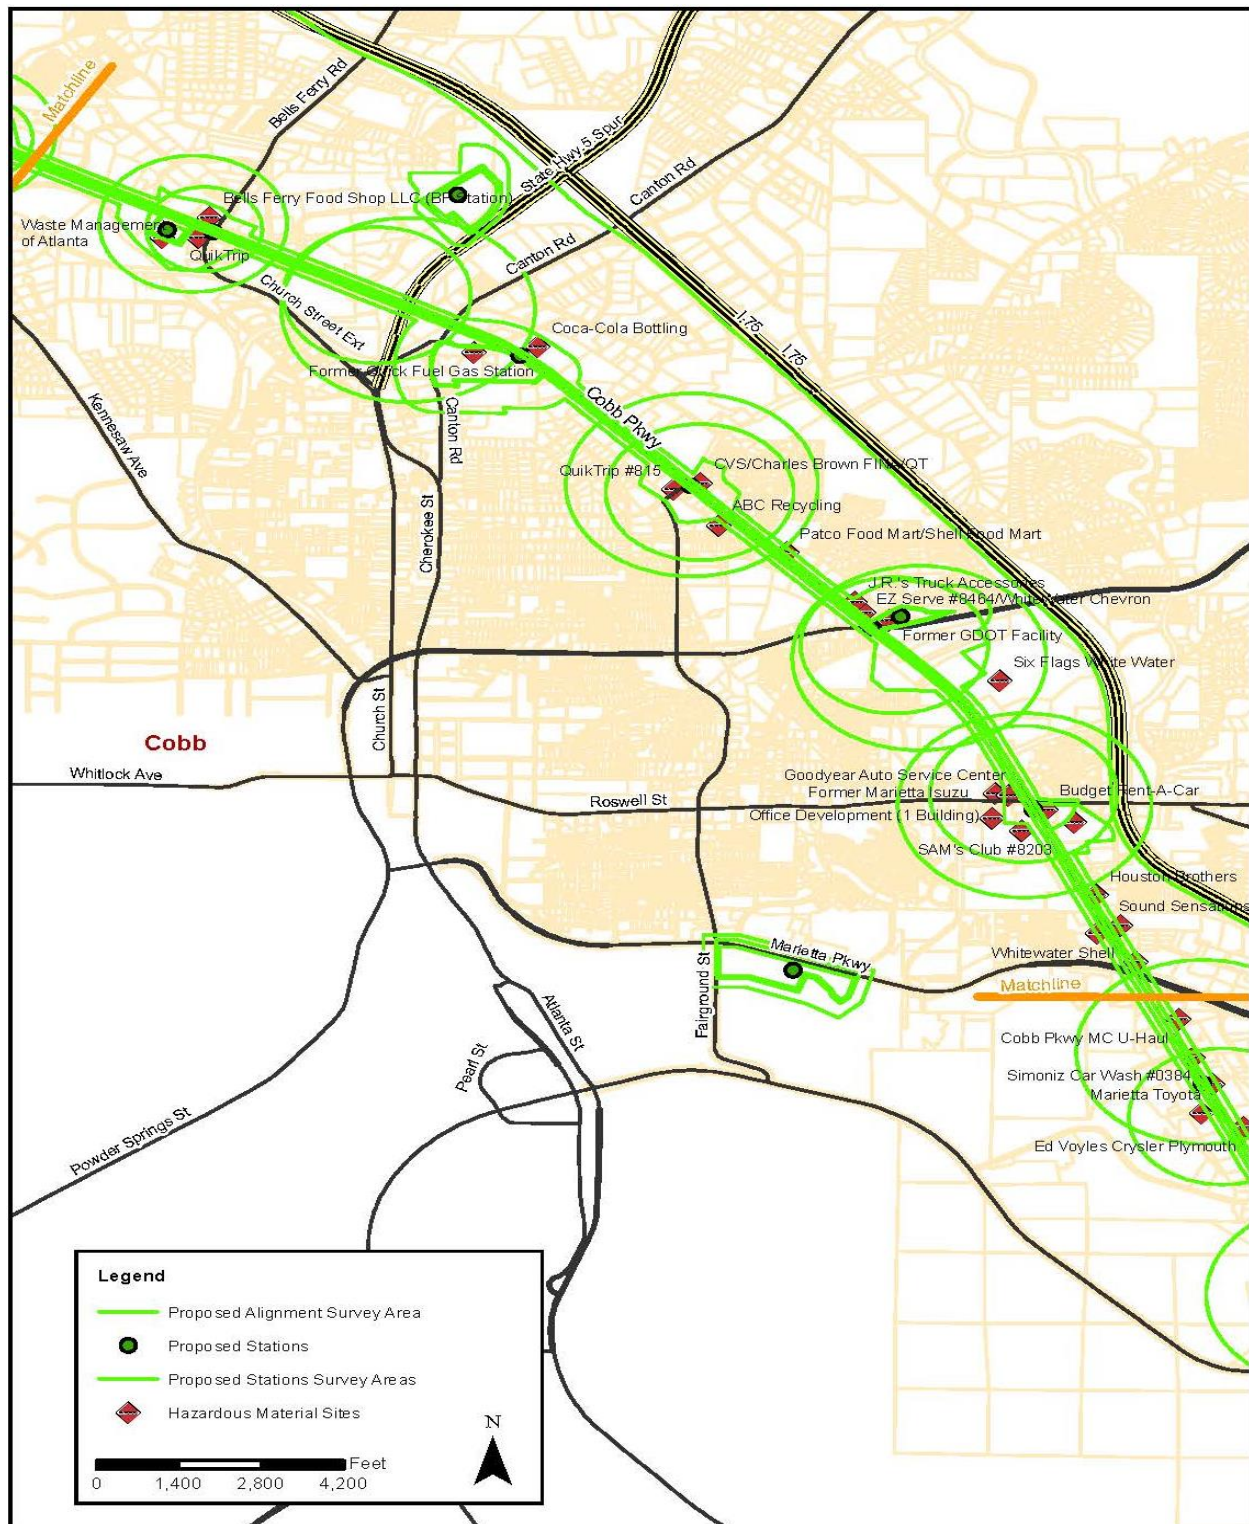 Matchline
Bells Ferry Rd
State Hwy 5 Spur
Canton Rd
Bells Ferry Food Shop LLC (BP Station)
Waste Management
of Atlanta
QuikTrip
Canton Rd
Church Street Ext
I.75
I.75
Coca-Cola Bottling
Former Quick Fuel Gas Station
Cobb Pkwy
Kennesaw Ave
Canton Rd
CVS/Charles Brown FINA/QT
QuikTrip #815
ABC Recycling
Cherokee St
Patco Food Mart/Shell Food Mart
J.R.'s Truck Accessories
EZ Serve #8464/WhiteWater Chevron
Former GDOT Facility
Six Flags White Water
Church St
Cobb
Whitlock Ave
Goodyear Auto Service Center
Former Marietta Isuzu
Budget Rent-A-Car
Roswell St
Office Development (1 Building)
SAM's Club #8203
Houston Brothers
Sound Sensations
Marietta Pkwy
Whitewater Shell
Fairground St
Matchline
Atlanta St
Cobb Pkwy MC U-Haul
Pearl St
Simoniz Car Wash #0384
Marietta Toyota
Powder Springs St
Ed Voyles Crysler Plymouth
Legend
Proposed Alignment Survey Area
Proposed Stations
Proposed Stations Survey Areas
Hazardous Material Sites
N
Feet
0 1,400 2,800 4,200